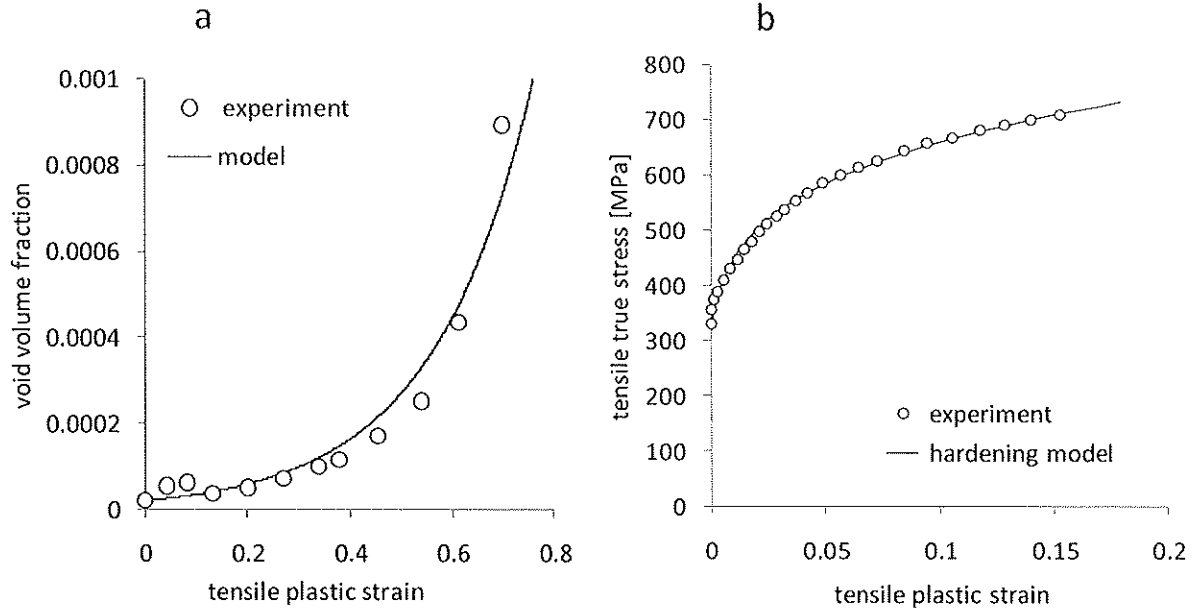 a
void volume fraction
0.001
0.0008
0.0006
0.0004
0.0002
0
experiment
model
0
0.2
0.4
0.6
0.8
tensile plastic strain
b
tensile true stress [MPa]
800
700
600
500
400
300
200
100
0
experiment
hardening model
0
0.05
0.1
0.15
0.2
tensile plastic strain